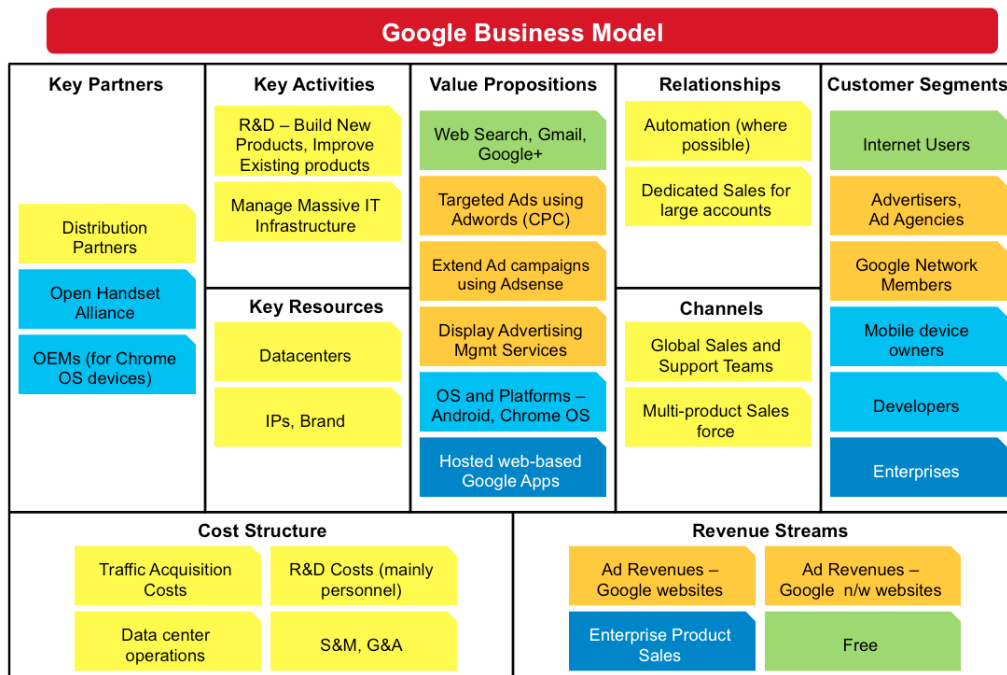 Google Business Model
Key Partners
Distribution
Partners
Open Handset
Alliance
OEMs (for Chrome
OS devices)
Key Activities
R&D – Build New
Products, Improve
Existing products
Manage Massive IT
Infrastructure
Key Resources
Datacenters
IPs, Brand
Value Propositions
Web Search, Gmail,
Google+
Targeted Ads using
Adwords (CPC)
Extend Ad campaigns
using Adsense
Display Advertising
Mgmt Services
OS and Platforms –
Android, Chrome OS
Hosted web-based
Google Apps
Relationships
Automation (where
possible)
Dedicated Sales for
large accounts
Channels
Global Sales and
Support Teams
Multi-product Sales
force
Customer Segments
Internet Users
Advertisers,
Ad Agencies
Google Network
Members
Mobile device
owners
Developers
Enterprises
Cost Structure
Traffic Acquisition
Costs
R&D Costs (mainly
personnel)
Data center
operations
S&M, G&A
Revenue Streams
Ad Revenues –
Google websites
Ad Revenues –
Google n/w websites
Enterprise Product
Sales
Free